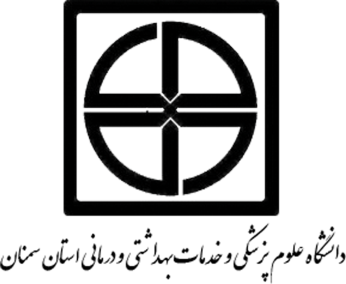 دانشگاه علوم پزشکی و خدمات بهداشتی و درمانی استان سمنان